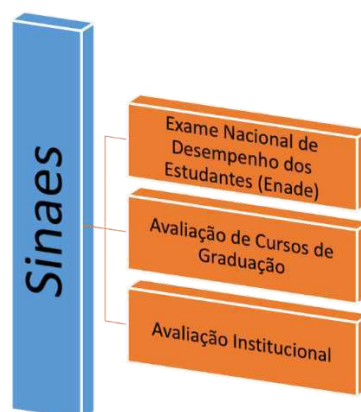 Sinaes
Exame Nacional de
Desempenho dos
Estudantes (Enade)
Avaliação de Cursos de
Graduação
Avaliação Institucional